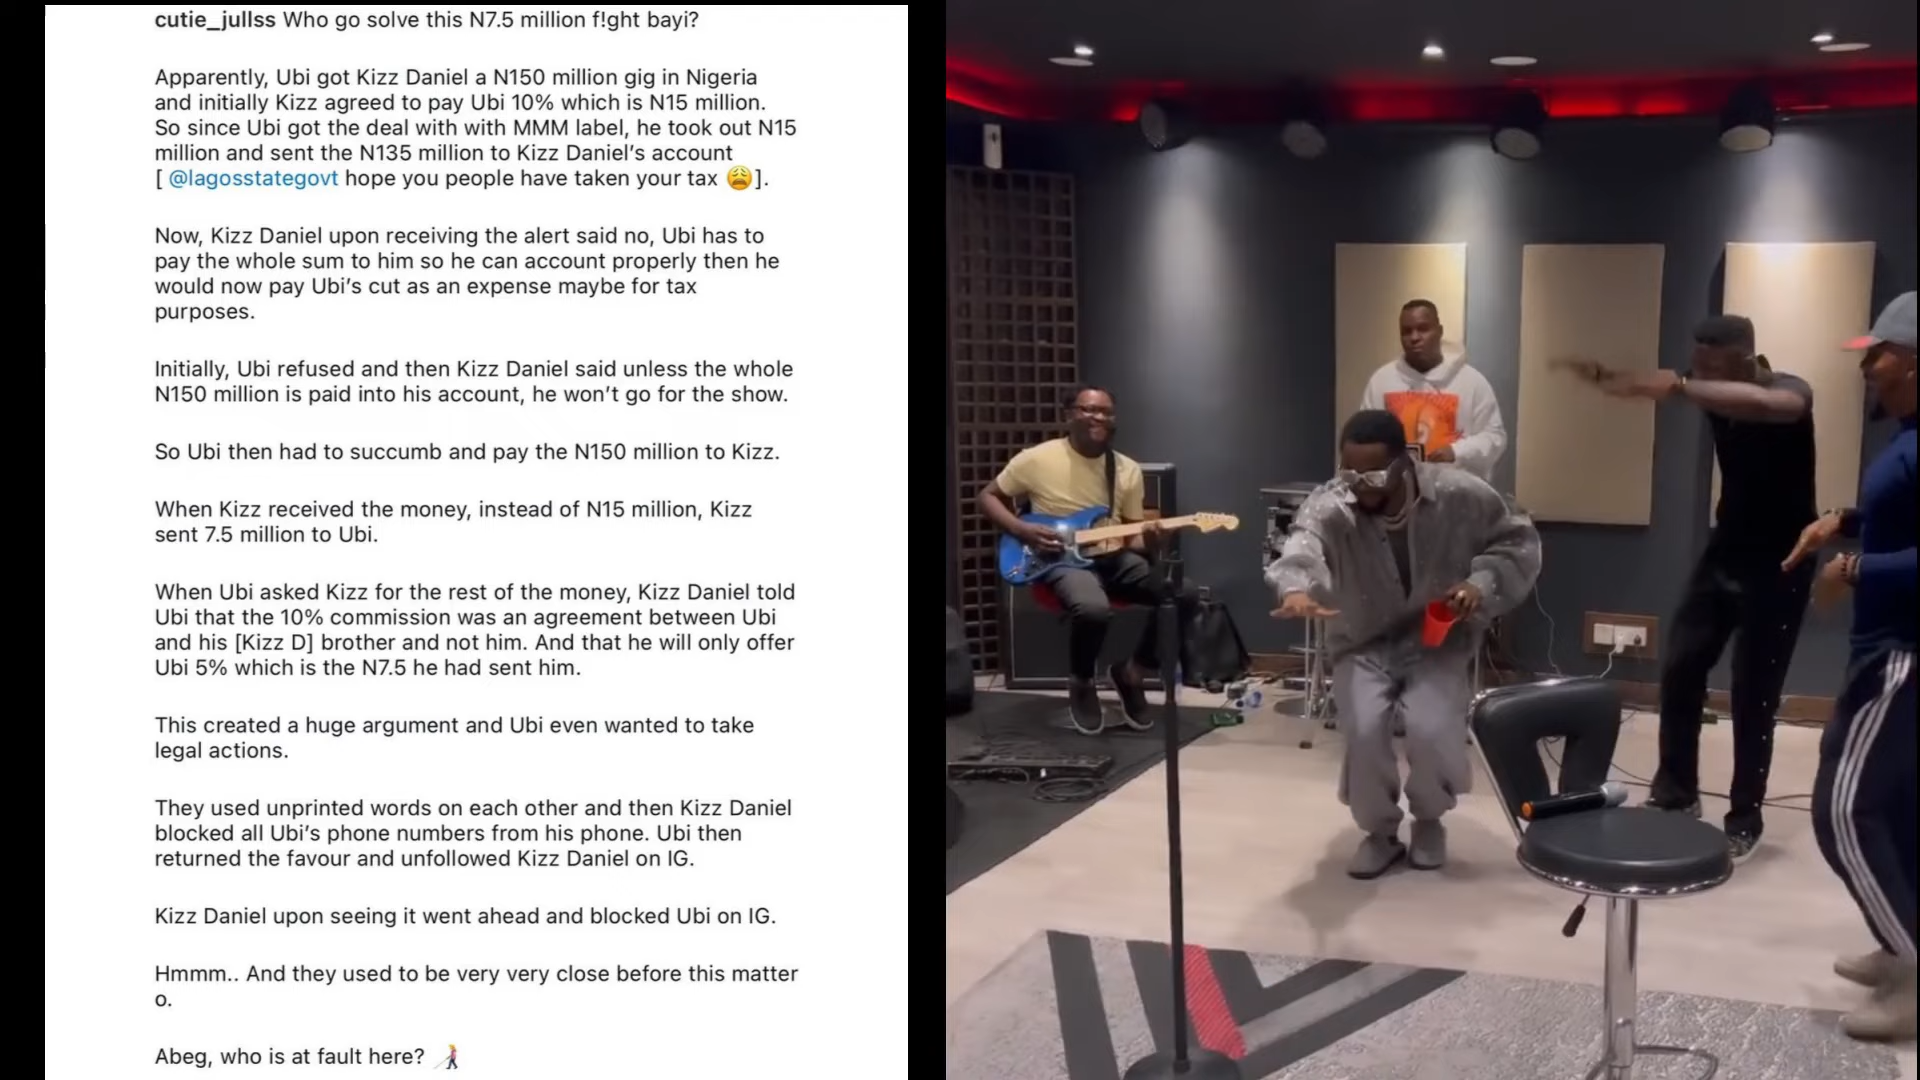 cutie_jullss Who go solve this N7.5 million f!ght bayi?
Apparently, Ubi got Kizz Daniel a N150 million gig in Nigeria
and initially Kizz agreed to pay Ubi 10% which is N15 million.
So since Ubi got the deal with with MMM label, he took out N15
million and sent the N135 million to Kizz Daniel’s account
[ @lagosstategovt hope you people have taken your tax 😩].
Now, Kizz Daniel upon receiving the alert said no, Ubi has to
pay the whole sum to him so he can account properly then he
would now pay Ubi’s cut as an expense maybe for tax
purposes.
Initially, Ubi refused and then Kizz Daniel said unless the whole
N150 million is paid into his account, he won’t go for the show.
So Ubi then had to succumb and pay the N150 million to Kizz.
When Kizz received the money, instead of N15 million, Kizz
sent 7.5 million to Ubi.
When Ubi asked Kizz for the rest of the money, Kizz Daniel told
Ubi that the 10% commission was an agreement between Ubi
and his [Kizz D] brother and not him. And that he will only offer
Ubi 5% which is the N7.5 he had sent him.
This created a huge argument and Ubi even wanted to take
legal actions.
They used unprinted words on each other and then Kizz Daniel
blocked all Ubi’s phone numbers from his phone. Ubi then
returned the favour and unfollowed Kizz Daniel on IG.
Kizz Daniel upon seeing it went ahead and blocked Ubi on IG.
Hmmm.. And they used to be very very close before this matter
o.
Abeg, who is at fault here?